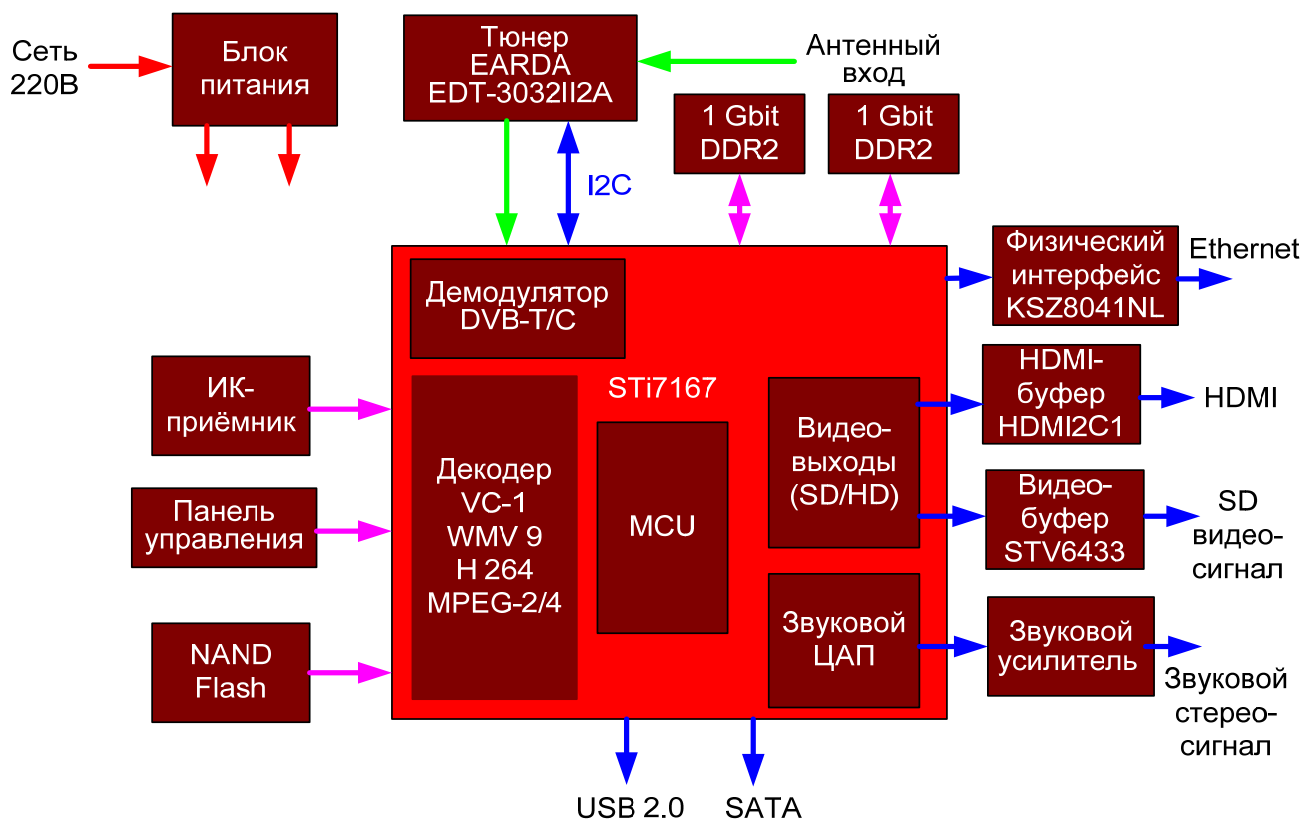 Сеть
220В
Блок
питания
Тюнер
EARDA
EDT-3032II2A
Антенный
вход
1 Gbit
DDR2
1 Gbit
DDR2
I2C
Физический
интерфейс
KSZ8041NL
Ethernet
Демодулятор
DVB-T/C
STi7167
ИК-
приёмник
HDMI-
буфер
HDMI2C1
HDMI
Декодер
VC-1
WMV 9
H 264
MPEG-2/4
MCU
Видео-
выходы
(SD/HD)
Панель
управления
Видео-
буфер
STV6433
SD
видео-
сигнал
NAND
Flash
Звуковой
ЦАП
Звуковой
усилитель
Звуковой
стерео-
сигнал
USB 2.0
SATA